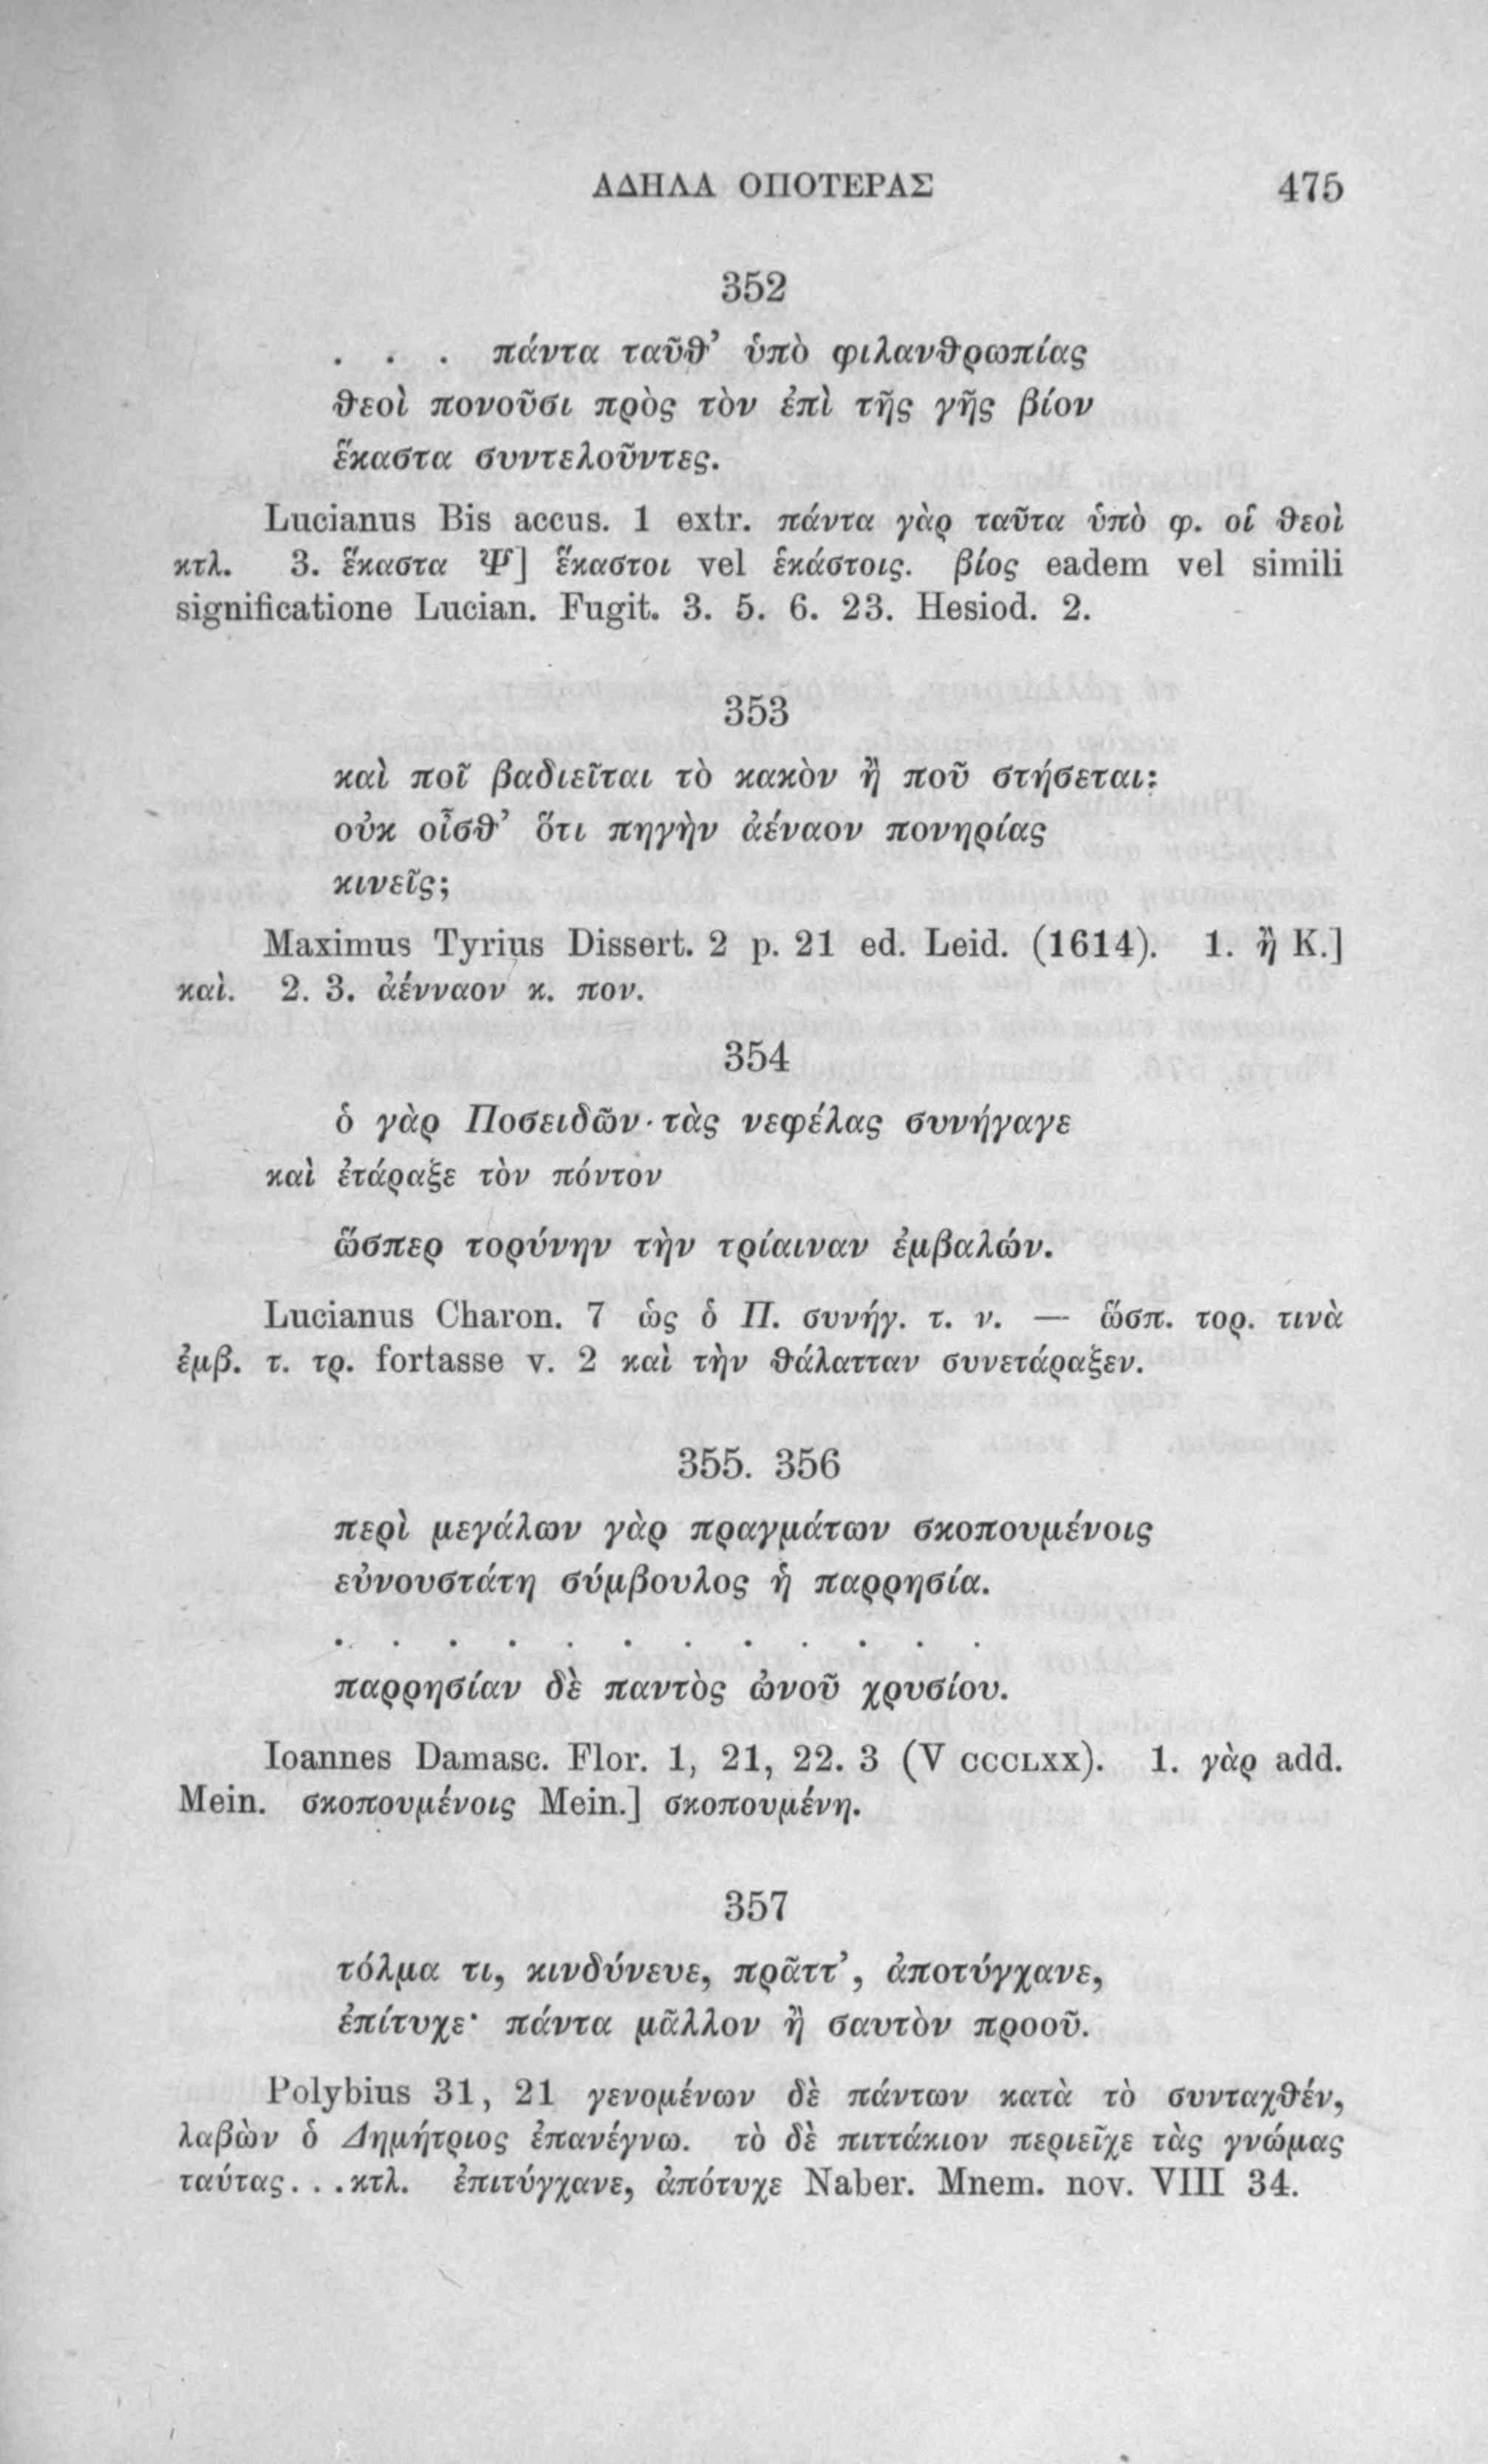 ΑΔΗΛΑ ΟΠΟΤΕΡΑΣ 475
352
. . . πάντα ταῦθ’ ὑπὸ φιλανθρωπίας
θεοὶ πονοῦσι πρὸς τὸν ἐπὶ τῆς γῆς βίον
ἕκαστα συντελοῦντες.
Lucianus Bis accus. 1 extr. πάντα γὰρ ταῦτα ὑπὸ φ. οἱ θεοὶ
κτλ. 3. ἕκαστα Ψ] ἕκαστοι vel ἑκάστοις. βίος eadem vel simili
significatione Lucian. Fugit. 3. 5. 6. 23. Hesiod. 2.
353
καὶ ποῖ βαδιεῖται τὸ κακὸν ἢ ποῦ στήσεται;
οὐκ οἶσθ’ ὅτι πηγὴν ἀέναον πονηρίας
κινεῖς;
Maximus Tyrius Dissert. 2 p. 21 ed. Leid. (1614). 1. ἢ K.]
καὶ. 2. 3. ἀένναον κ. πον.
354
ὁ γὰρ Ποσειδῶν τὰς νεφέλας συνήγαγε
καὶ ἐτάραξε τὸν πόντον
ὥσπερ τορύνην τὴν τρίαιναν ἐμβαλών.
Lucianus Charon. 7 ὡς ὁ Π. συνήγ. τ. ν. — ὥσπ. τορ. τινὰ
ἐμβ. τ. τρ. fortasse v. 2 καὶ τὴν θάλατταν συνετάραξεν.
355. 356
περὶ μεγάλων γὰρ πραγμάτων σκοπουμένοις
εὐνουστάτη σύμβουλος ἡ παρρησία.
. . . . . . . . . . . .
παρρησίαν δὲ παντὸς ὠνοῦ χρυσίου.
Ioannes Damasc. Flor. 1, 21, 22. 3 (V CCCLXX). 1. γὰρ add.
Mein. σκοπουμένοις Mein.] σκοπουμένη.
357
τόλμα τι, κινδύνευε, πρᾶττ’, ἀποτύγχανε,
ἐπίτυχε· πάντα μᾶλλον ἢ σαυτὸν προοῦ.
Polybius 31, 21 γενομένων δὲ πάντων κατὰ τὸ συνταχθέν,
λαβὼν ὁ Δημήτριος ἐπανέγνω. τὸ δὲ πιττάκιον περιεῖχε τὰς γνώμας
ταύτας. . .κτλ. ἐπιτύγχανε, ἀπότυχε Naber. Mnem. nov. VIII 34.